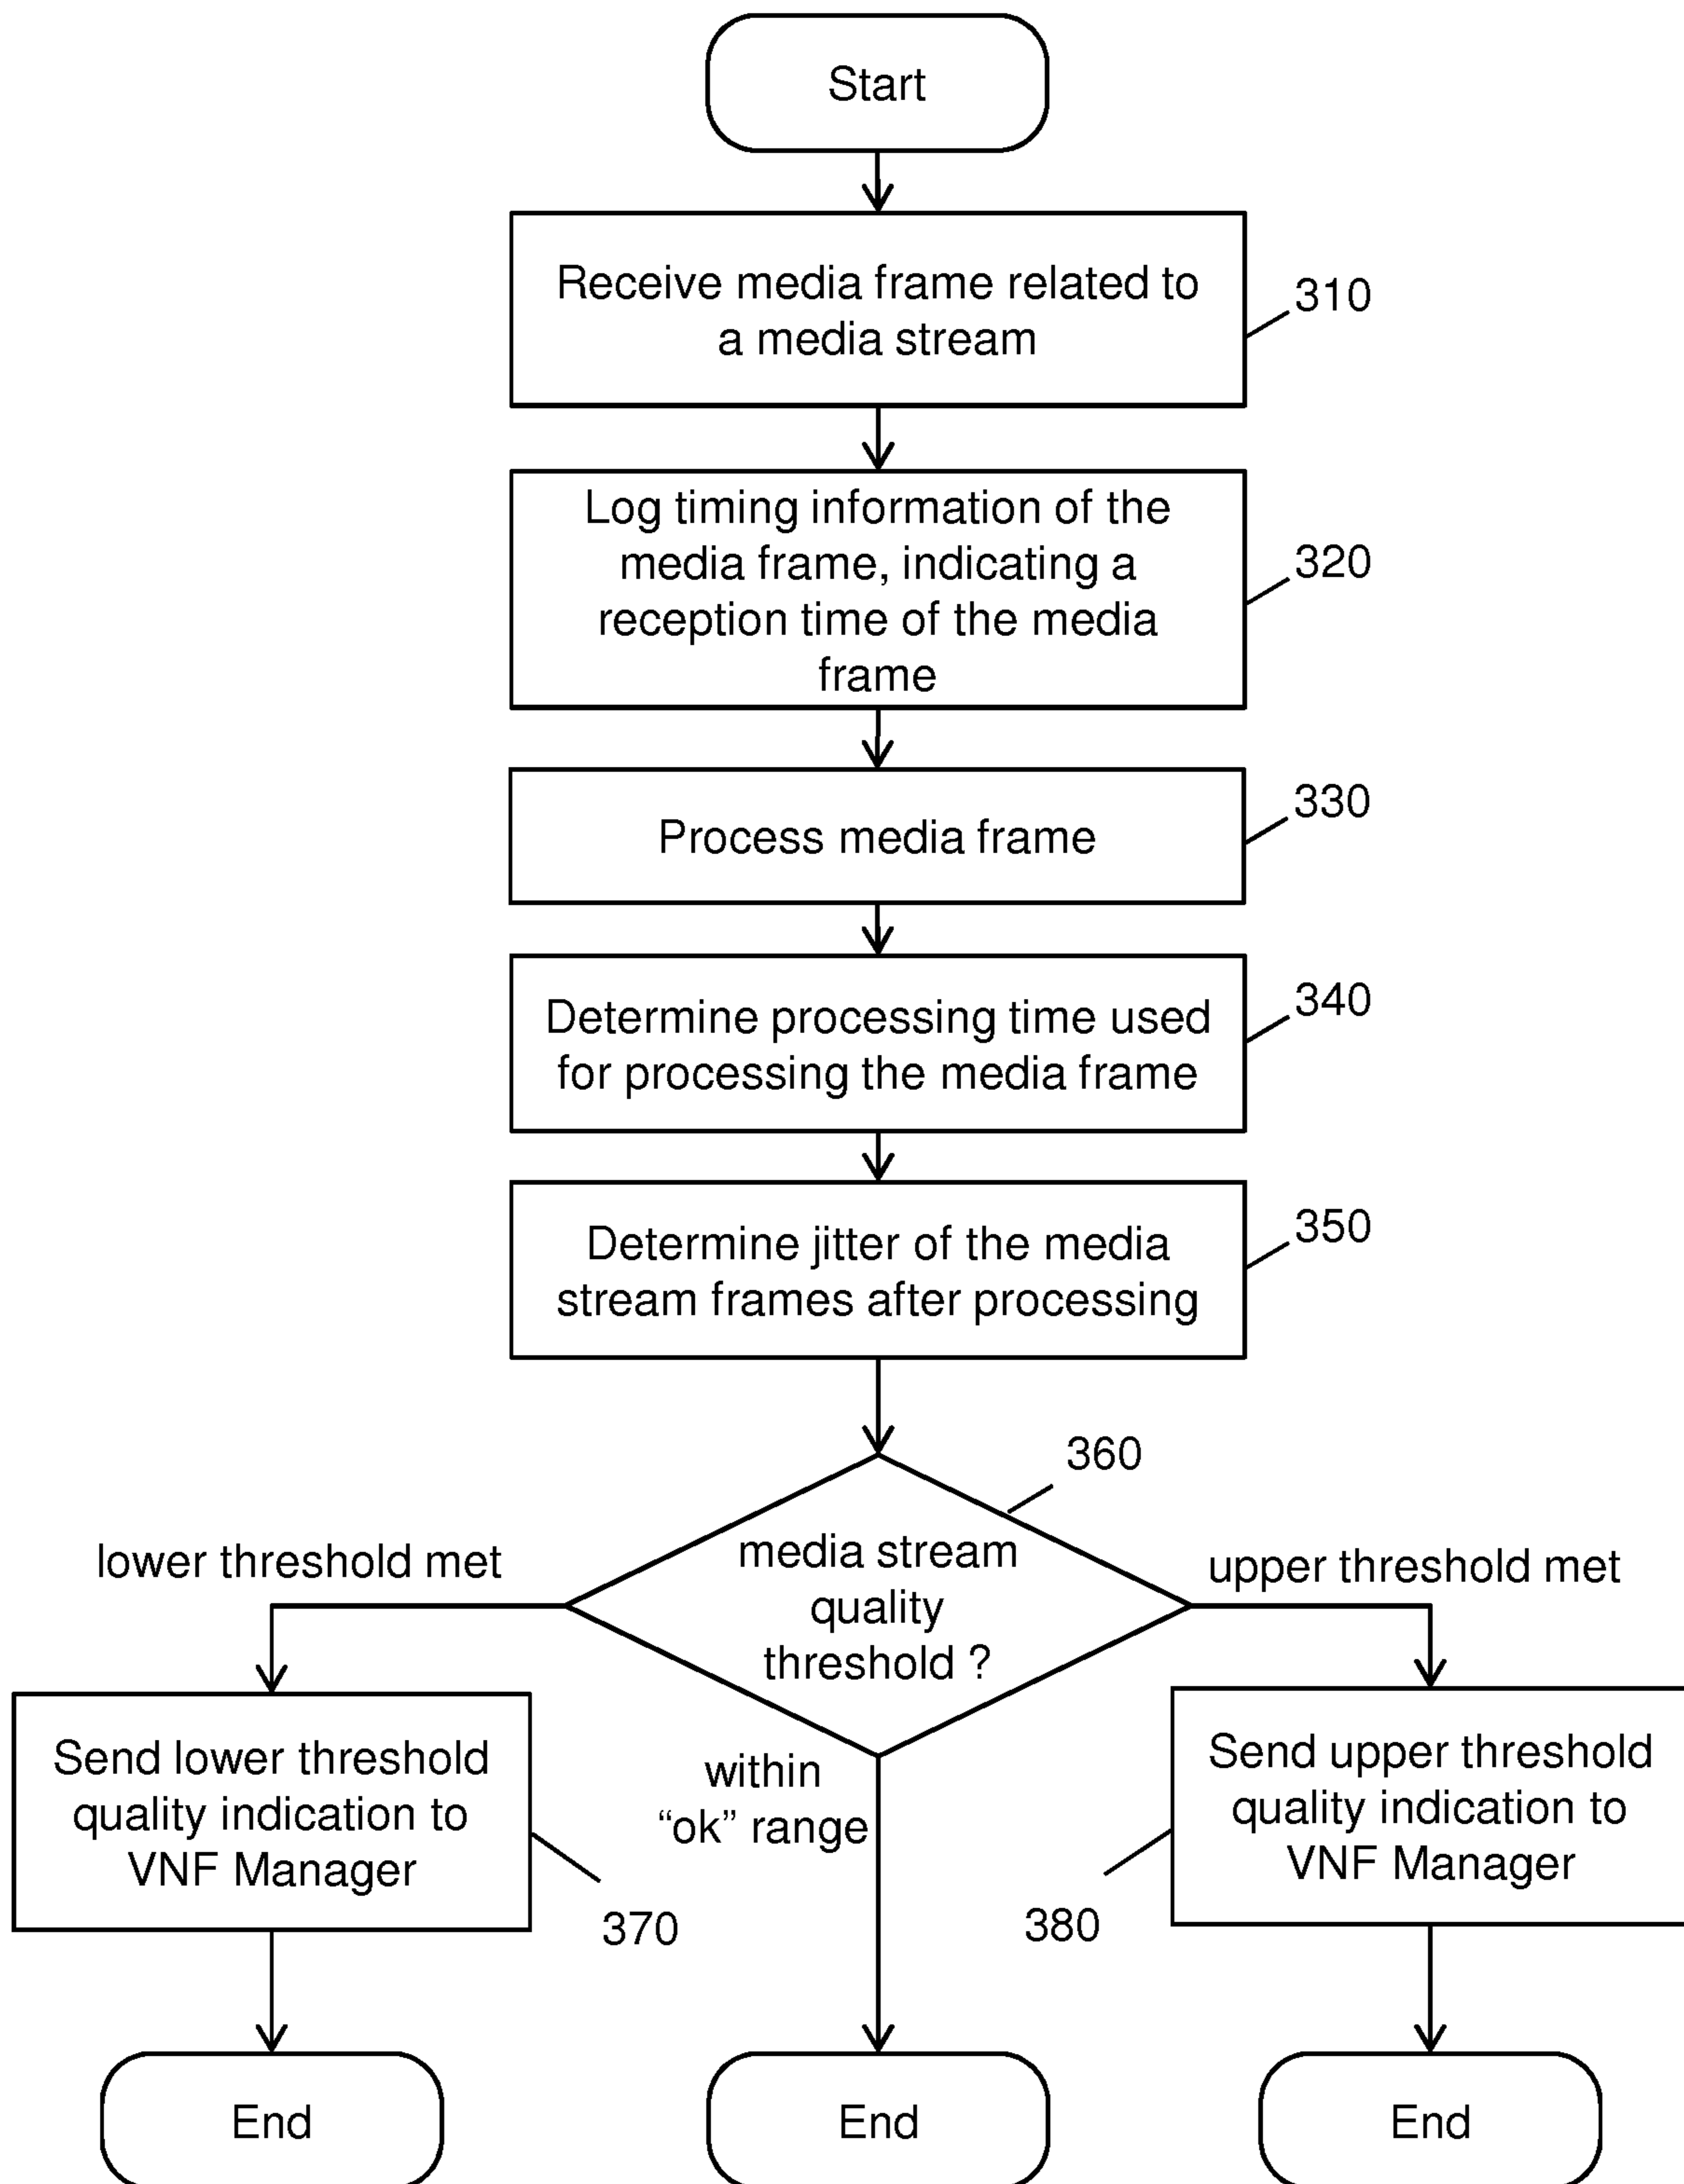 Start
Receive media frame related to
a media stream
310
Log timing information of the
media frame, indicating a
reception time of the media
frame
320
Process media frame
330
Determine processing time used
for processing the media frame
340
Determine jitter of the media
stream frames after processing
350
360
media stream
quality
threshold ?
lower threshold met
upper threshold met
Send lower threshold
quality indication to
VNF Manager
370
within
“ok” range
Send upper threshold
quality indication to
VNF Manager
380
End
End
End